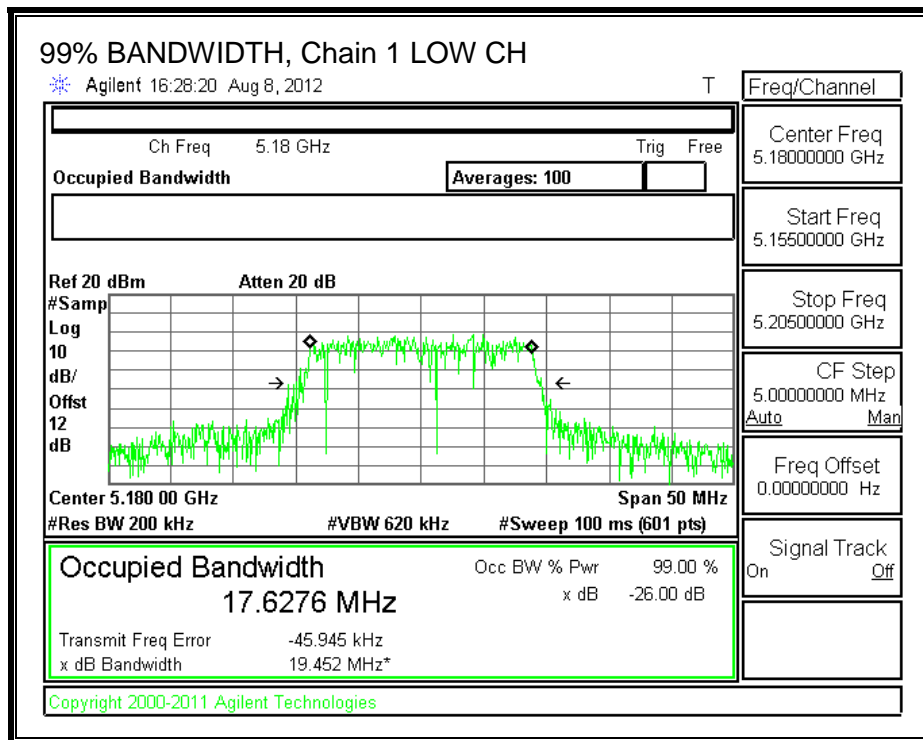 99% BANDWIDTH, Chain 1 LOW CH
Agilent 16:28:20 Aug 8, 2012 T
Ch Freq 5.18 GHz Trig Free
Occupied Bandwidth Averages: 100
Ref 20 dBm Atten 20 dB
#Samp
Log
10
dB/
Offst
12
dB
Center 5.180 00 GHz Span 50 MHz
#Res BW 200 kHz #VBW 620 kHz #Sweep 100 ms (601 pts)
Occupied Bandwidth Occ BW % Pwr 99.00 %
17.6276 MHz x dB -26.00 dB
Transmit Freq Error -45.945 kHz
x dB Bandwidth 19.452 MHz*
Copyright 2000-2011 Agilent Technologies
Freq/Channel
Center Freq
5.18000000 GHz
Start Freq
5.15500000 GHz
Stop Freq
5.20500000 GHz
CF Step
5.00000000 MHz
Auto Man
Freq Offset
0.00000000 Hz
Signal Track
On Off